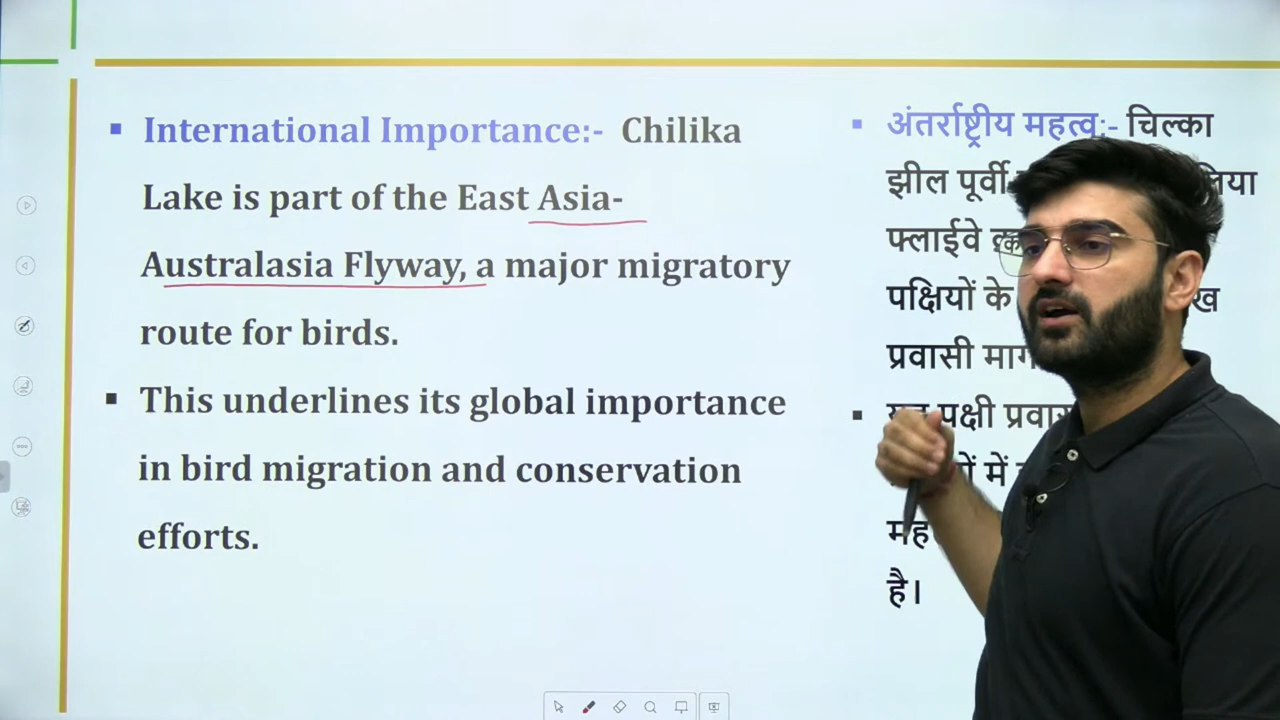 ▪ International Importance:- Chilika
Lake is part of the East Asia-
Australasia Flyway, a major migratory
route for birds.
▪ This underlines its global importance
in bird migration and conservation
efforts.
▪ अंतर्राष्ट्रीय महत्व:- चिल्का
झील पूर्वी
फ्लाईवे
पक्षियों के
प्रवासी
▪ पक्षी
में
है।